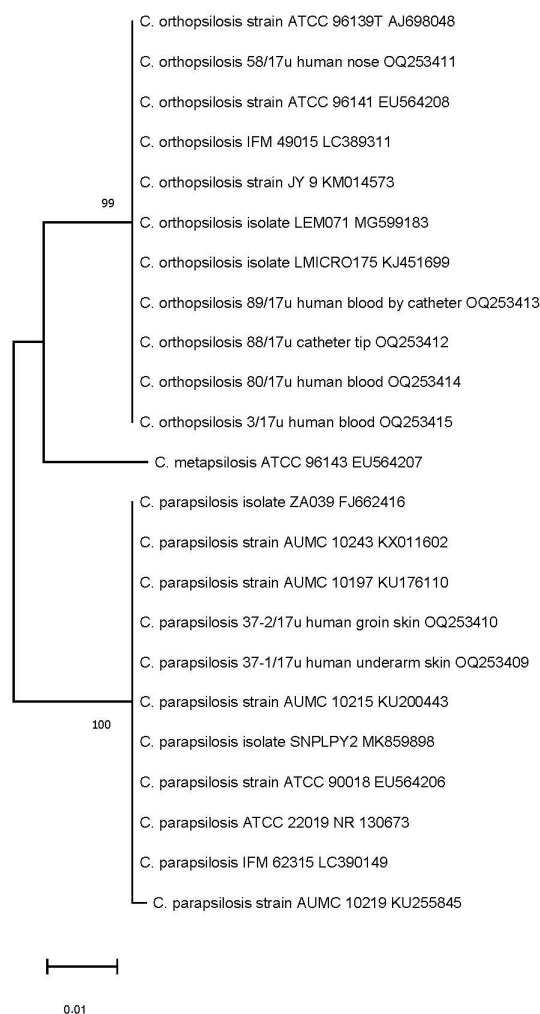 C. orthopsilosis strain ATCC 96139T AJ698048
C. orthopsilosis 58/17u human nose OQ253411
C. orthopsilosis strain ATCC 96141 EU564208
C. orthopsilosis IFM 49015 LC389311
C. orthopsilosis strain JY 9 KM014573
99
C. orthopsilosis isolate LEM071 MG599183
C. orthopsilosis isolate LMICRO175 KJ451699
C. orthopsilosis 89/17u human blood by catheter OQ253413
C. orthopsilosis 88/17u catheter tip OQ253412
C. orthopsilosis 80/17u human blood OQ253414
C. orthopsilosis 3/17u human blood OQ253415
C. metapsilosis ATCC 96143 EU564207
C. parapsilosis isolate ZA039 FJ662416
C. parapsilosis strain AUMC 10243 KX011602
C. parapsilosis strain AUMC 10197 KU176110
C. parapsilosis 37-2/17u human groin skin OQ253410
C. parapsilosis 37-1/17u human underarm skin OQ253409
C. parapsilosis strain AUMC 10215 KU200443
100
C. parapsilosis isolate SNPLPY2 MK859898
C. parapsilosis strain ATCC 90018 EU564206
C. parapsilosis ATCC 22019 NR 130673
C. parapsilosis IFM 62315 LC390149
C. parapsilosis strain AUMC 10219 KU255845
0.01